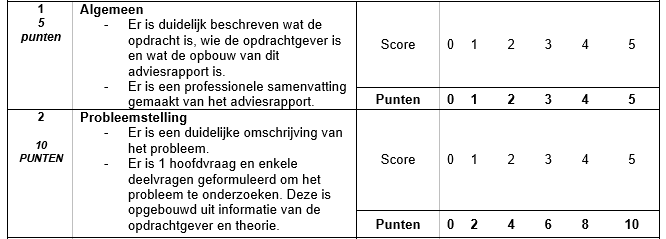 1
5
punten
Algemeen
- Er is duidelijk beschreven wat de
opdracht is, wie de opdrachtgever is
en wat de opbouw van dit
adviesrapport is.
- Er is een professionele samenvatting
gemaakt van het adviesrapport.
Score 0 1 2 3 4 5
Punten 0 1 2 3 4 5
2
10
PUNTEN
Probleemstelling
- Er is een duidelijke omschrijving van
het probleem.
- Er is 1 hoofdvraag en enkele
deelvragen geformuleerd om het
probleem te onderzoeken. Deze is
opgebouwd uit informatie van de
opdrachtgever en theorie.
Score 0 1 2 3 4 5
Punten 0 2 4 6 8 10